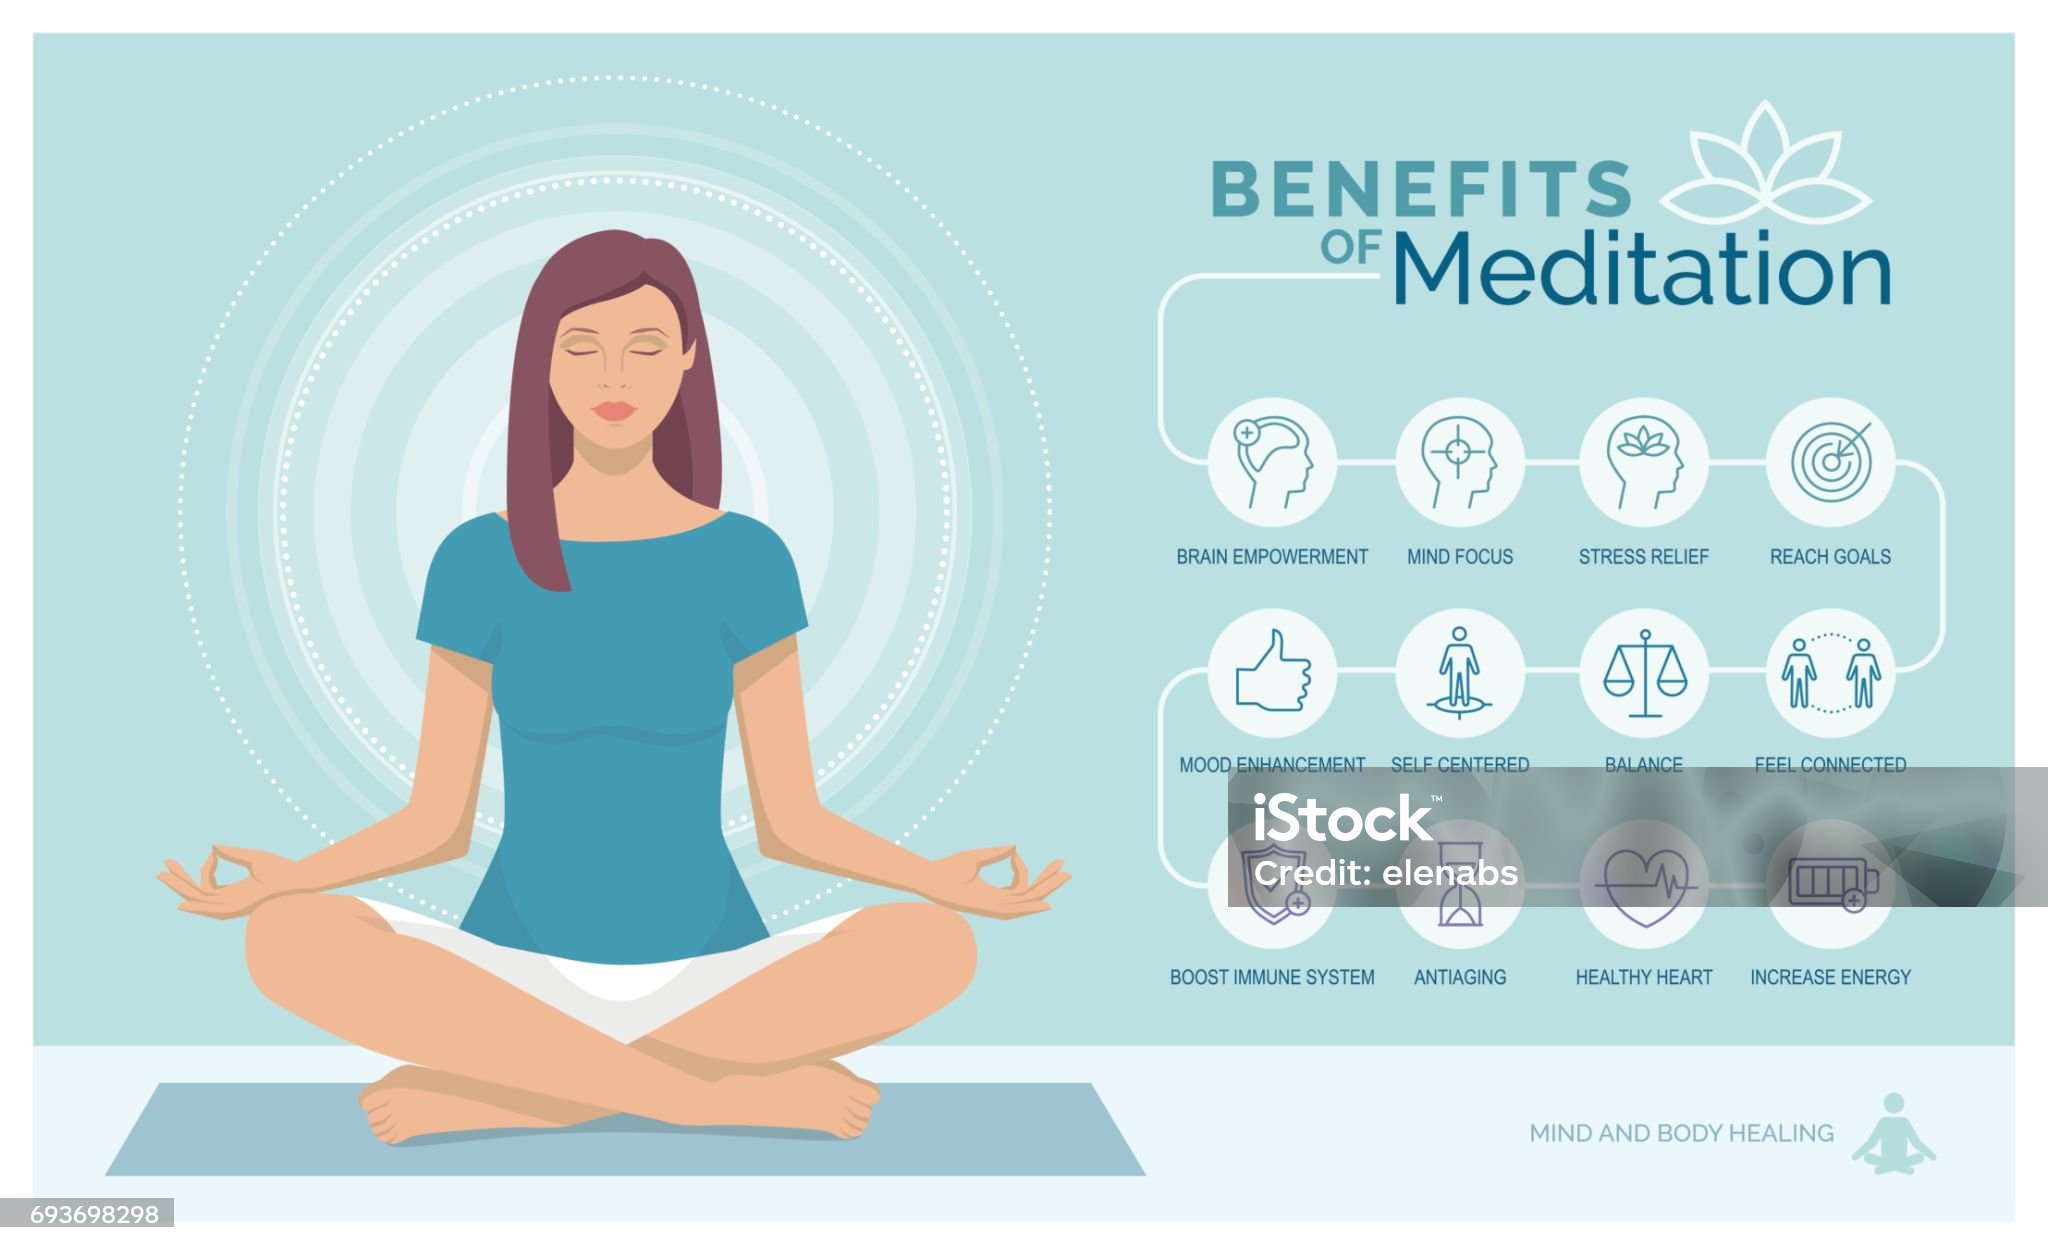 BENEFITS
OF Meditation
BRAIN EMPOWERMENT MIND FOCUS STRESS RELIEF REACH GOALS
MOOD ENHANCEMENT SELF CENTERED BALANCE FEEL CONNECTED
iStock™
Credit: elenabs
BOOST IMMUNE SYSTEM ANTIAGING HEALTHY HEART INCREASE ENERGY
MIND AND BODY HEALING
693698298